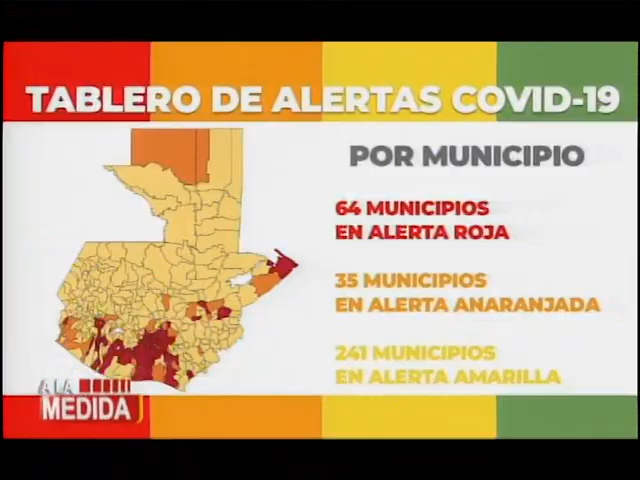 TABLERO DE ALERTAS COVID-19
POR MUNICIPIO
64 MUNICIPIOS
EN ALERTA ROJA
35 MUNICIPIOS
EN ALERTA ANARANJADA
241 MUNICIPIOS
EN ALERTA AMARILLA
A LA
MEDIDA